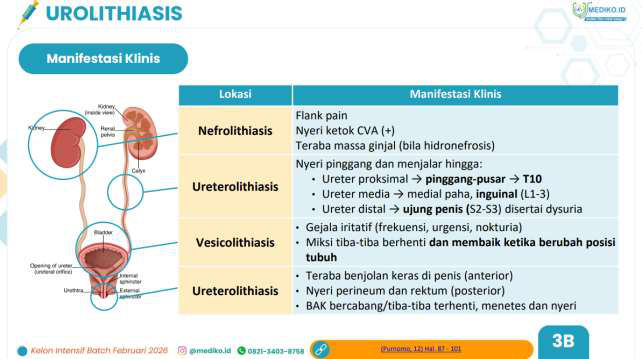 UROLITHIASIS
MEDIKO.ID
Manifestasi Klinis
Lokasi
Manifestasi Klinis
Kidney
Kidney
(inside view)
Renal
pelvis
Calyx
Bladder
Opening of ureter
(ureteral orifice)
Internal
sphincter
Urethra
External
sphincter
Nefrolithiasis
Flank pain
Nyeri ketok CVA (+)
Teraba massa ginjal (bila hidronefrosis)
Ureterolithiasis
Nyeri pinggang dan menjalar hingga:
• Ureter proksimal → pinggang-pusar → T10
• Ureter media → medial paha, inguinal (L1-3)
• Ureter distal → ujung penis (S2-S3) disertai dysuria
Vesicolithiasis
• Gejala iritatif (frekuensi, urgensi, nokturia)
• Miksi tiba-tiba berhenti dan membaik ketika berubah posisi
tubuh
Ureterolithiasis
• Teraba benjolan keras di penis (anterior)
• Nyeri perineum dan rektum (posterior)
• BAK bercabang/tiba-tiba terhenti, menetes dan nyeri
Kelon Intensif Batch Februari 2026
@mediko.id
0821-3403-8758
(Purnomo, 12) Hal. 87 - 101
3B